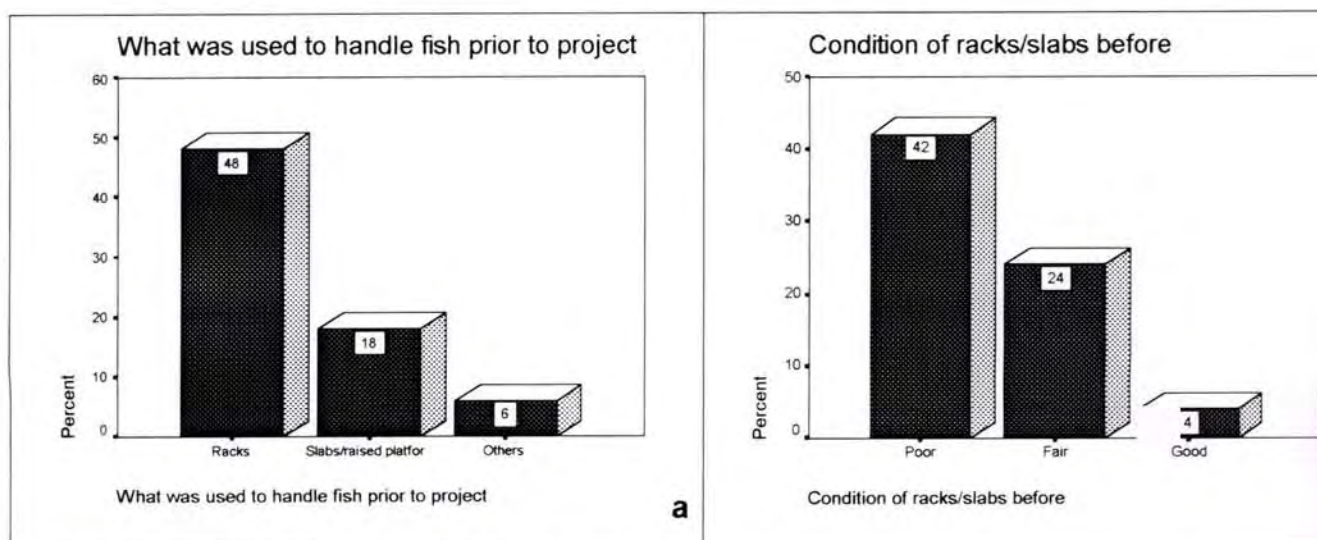 What was used to handle fish prior to project
60
50
40
30
20
10
0
Percent
48
18
6
Racks
Slabs/raised platfor
Others
What was used to handle fish prior to project
a
Condition of racks/slabs before
50
40
30
20
10
0
Percent
42
24
4
Poor
Fair
Good
Condition of racks/slabs before